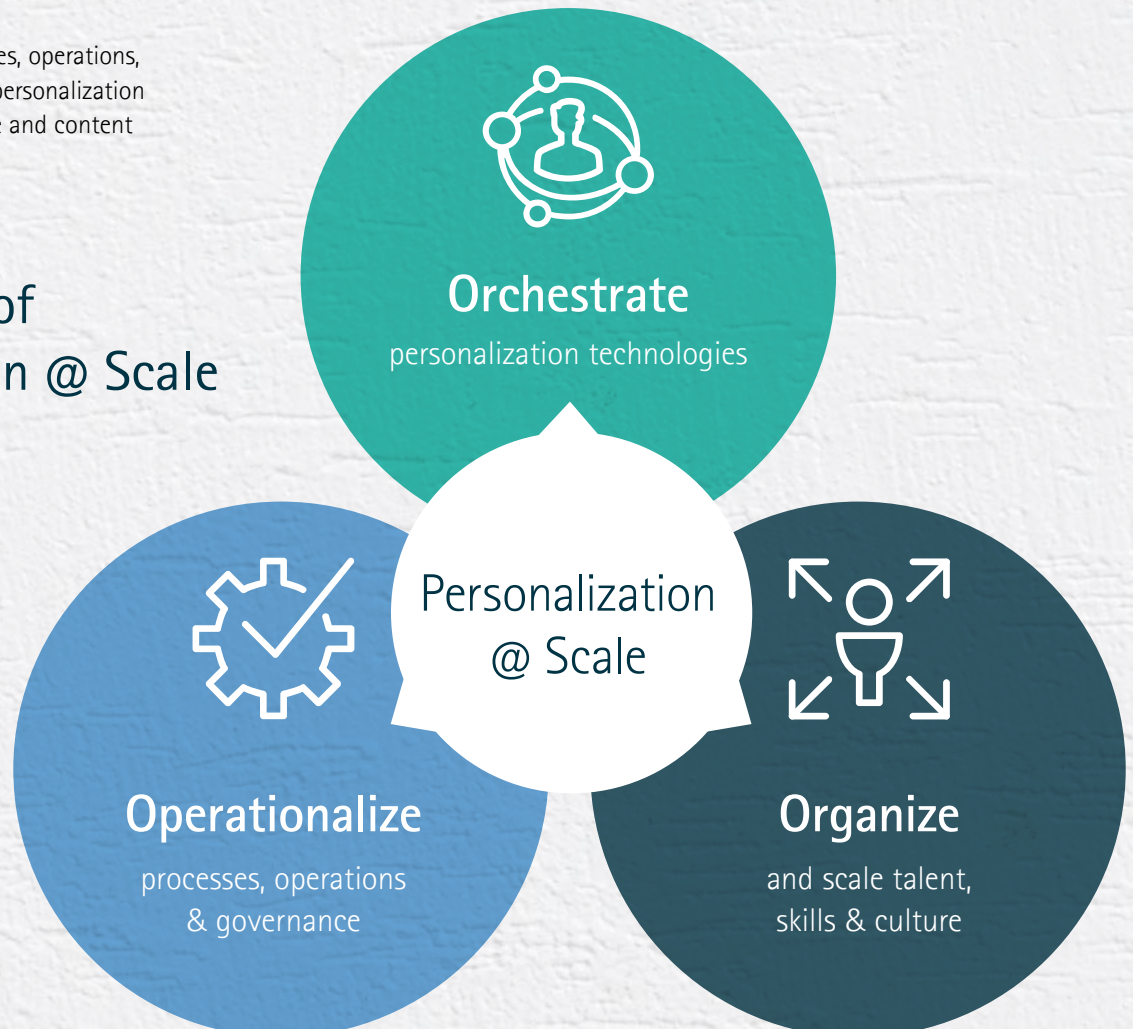 es, operations,
personalization
and content
of
n @ Scale
Orchestrate
personalization technologies
Personalization
@ Scale
Operationalize
processes, operations
& governance
Organize
and scale talent,
skills & culture